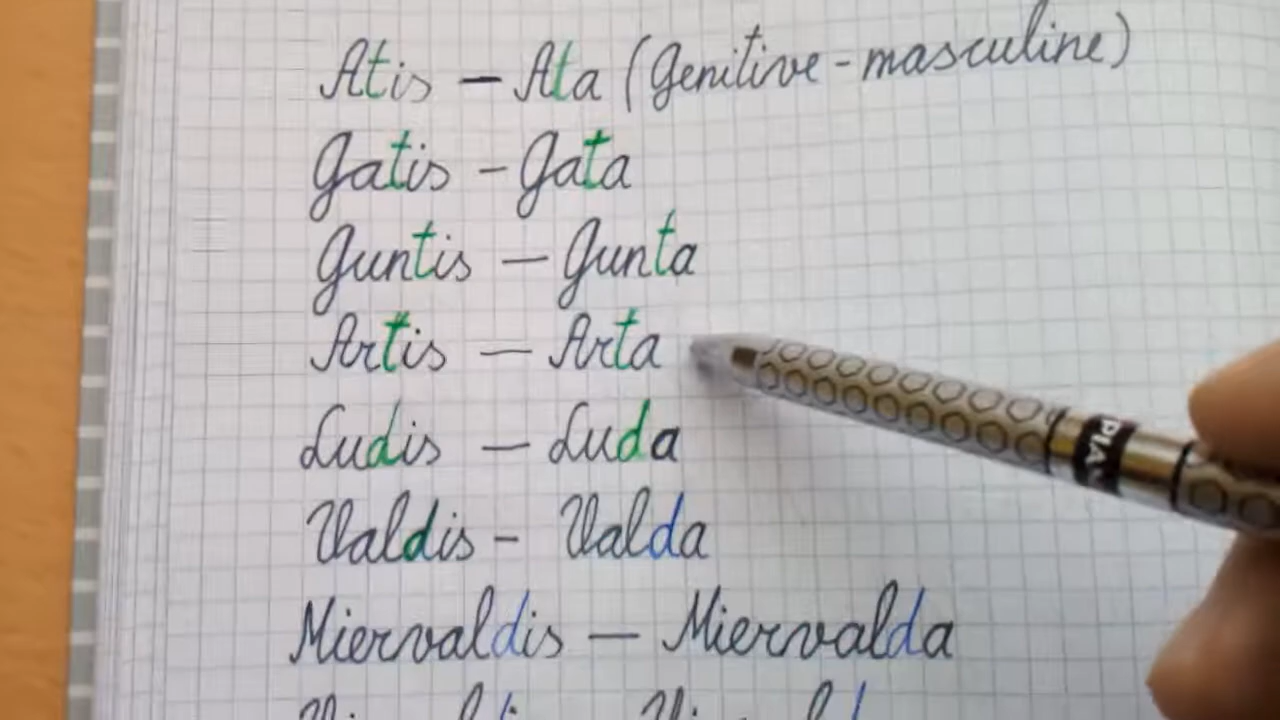 Atis – Ata (Genitive-masculine)
Gatis – Gata
Guntis – Gunta
Artis – Arta
Ludis – Luda
Valdis - Valda
Miervaldis – Miervalda